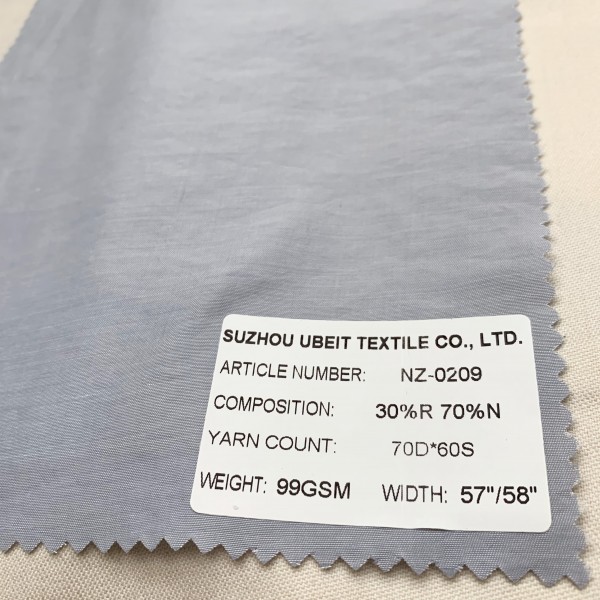 SUZHOU UBEIT TEXTILE CO., LTD.
ARTICLE NUMBER: NZ-0209
COMPOSITION: 30%R 70%N
YARN COUNT: 70D*60S
WEIGHT: 99GSM WIDTH: 57"/58"